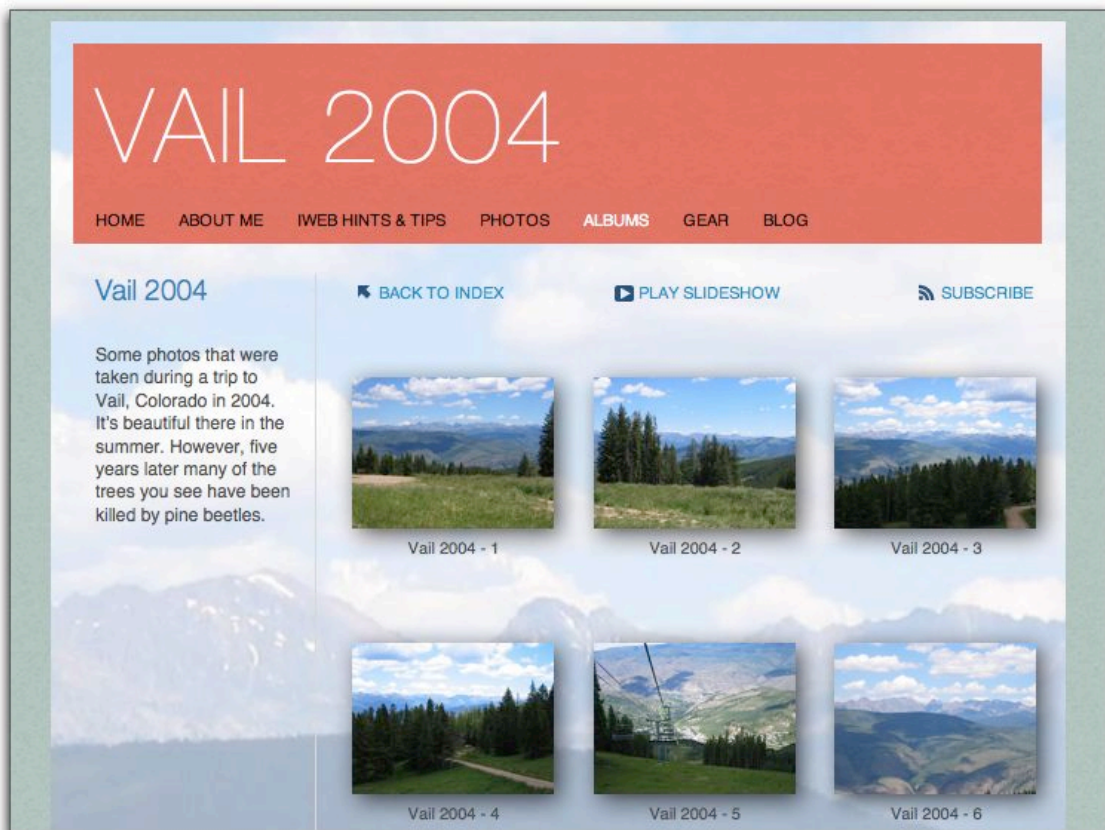 VAIL 2004
HOME ABOUT ME IWEB HINTS & TIPS PHOTOS ALBUMS GEAR BLOG
Vail 2004
Some photos that were
taken during a trip to
Vail, Colorado in 2004.
It's beautiful there in the
summer. However, five
years later many of the
trees you see have been
killed by pine beetles.
BACK TO INDEX PLAY SLIDESHOW SUBSCRIBE
Vail 2004 - 1 Vail 2004 - 2 Vail 2004 - 3
Vail 2004 - 4 Vail 2004 - 5 Vail 2004 - 6